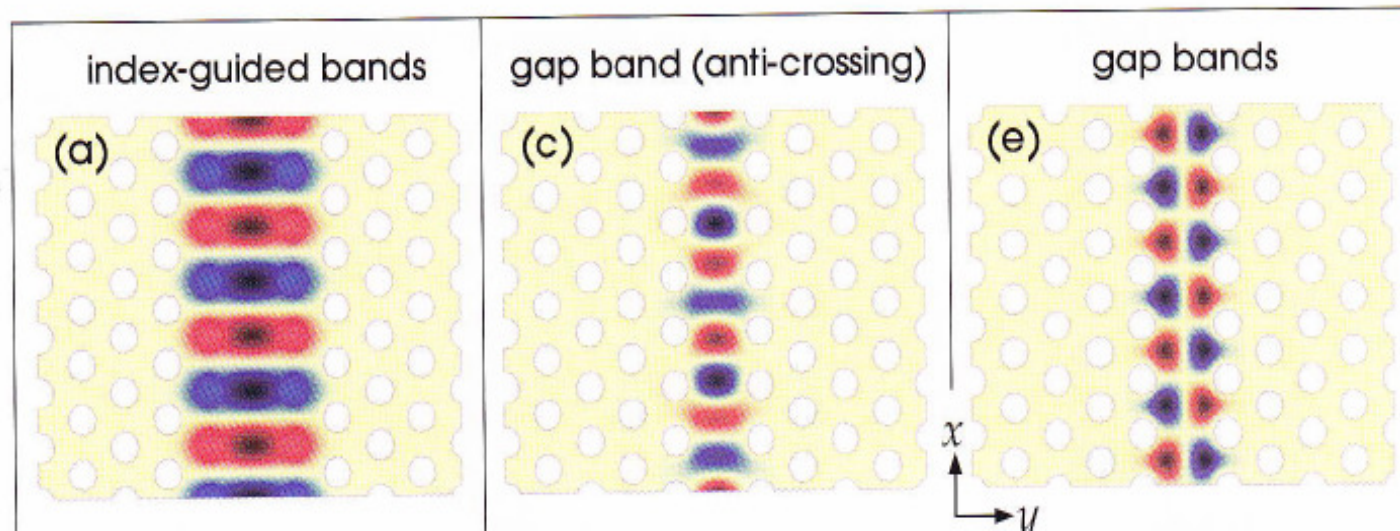 index-guided bands
gap band (anti-crossing)
gap bands
(a)
(c)
(e)
x
y